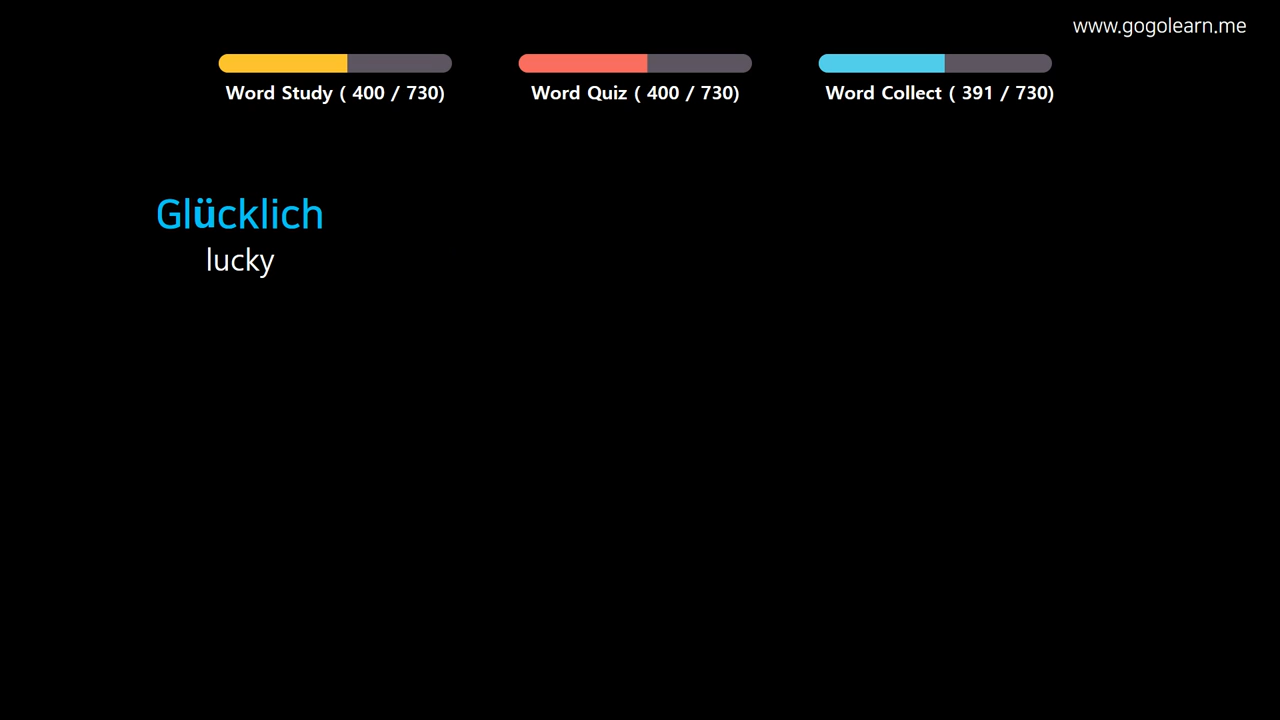 www.gogolearn.me
Word Study ( 400 / 730)
Word Quiz ( 400 / 730)
Word Collect ( 391 / 730)
Glücklich
lucky